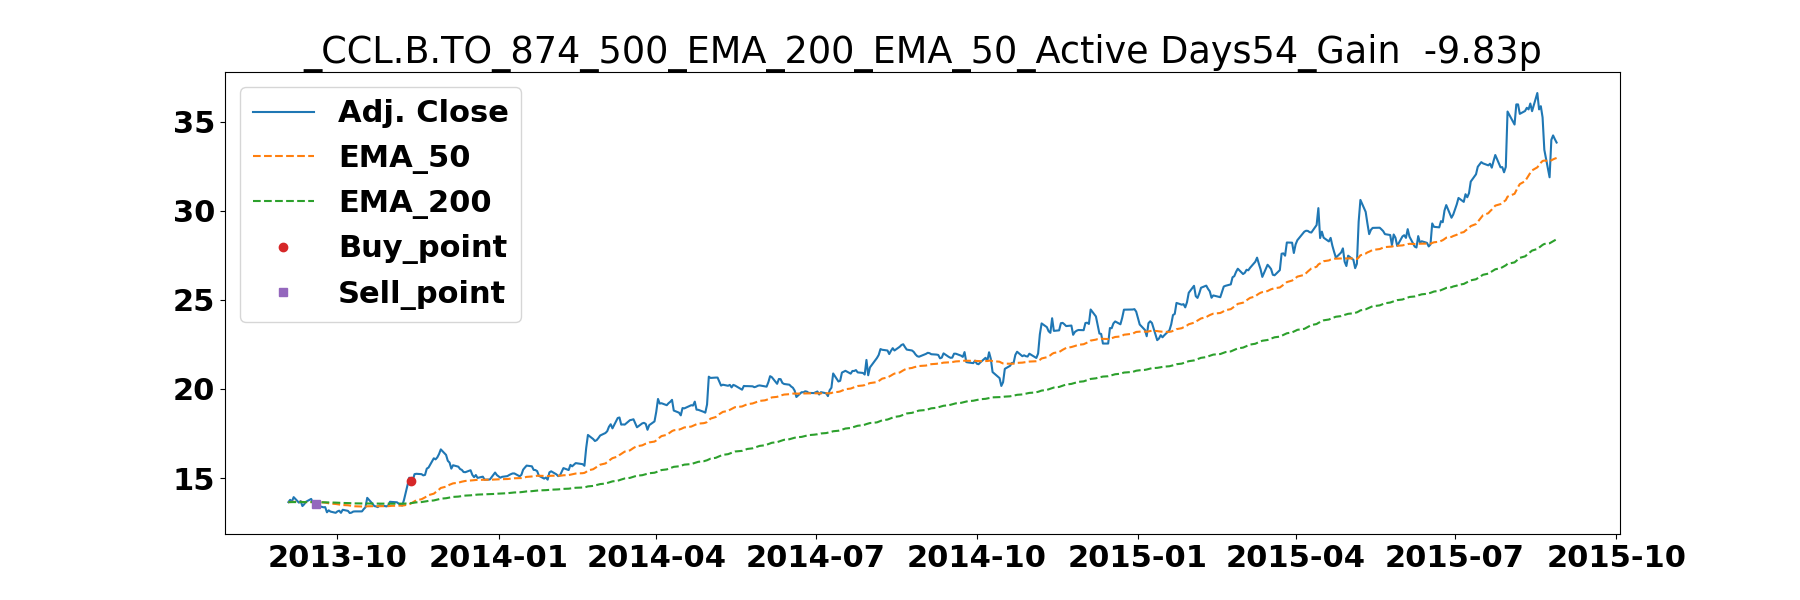 _CCL.B.TO_874_500_EMA_200_EMA_50_Active Days54_Gain  -9.83p
Adj. Close
EMA_50
EMA_200
Buy_point
Sell_point
35
30
25
20
15
2013-10 2014-01 2014-04 2014-07 2014-10 2015-01 2015-04 2015-07 2015-10